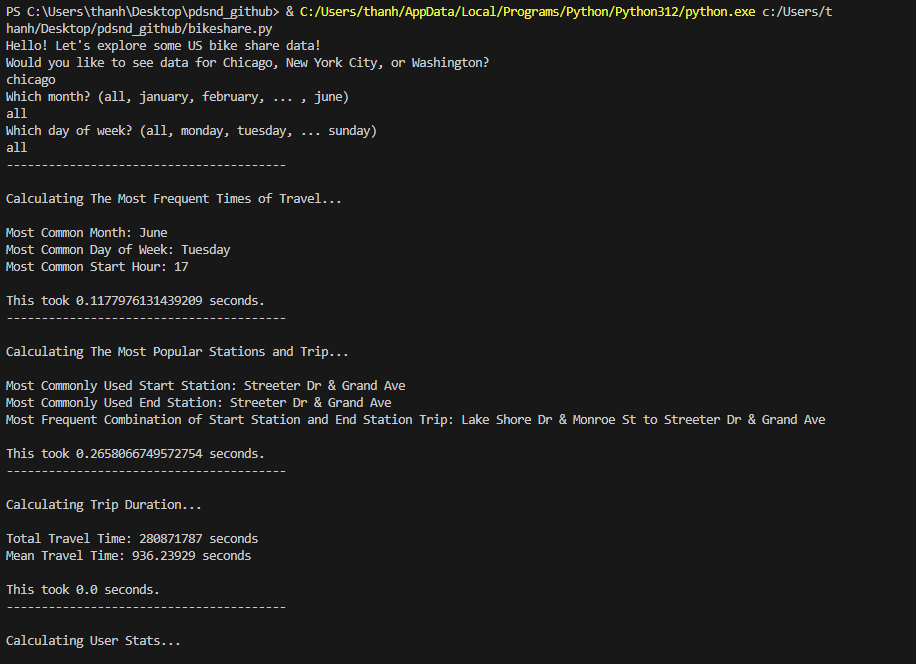 PS C:\Users\thanh\Desktop\pdsnd_github> & C:/Users/thanh/AppData/Local/Programs/Python/Python312/python.exe c:/Users/t
hanh/Desktop/pdsnd_github/bikeshare.py
Hello! Let's explore some US bike share data!
Would you like to see data for Chicago, New York City, or Washington?
chicago
Which month? (all, january, february, ... , june)
all
Which day of week? (all, monday, tuesday, ... sunday)
all
----------------------------------------
Calculating The Most Frequent Times of Travel...
Most Common Month: June
Most Common Day of Week: Tuesday
Most Common Start Hour: 17
This took 0.1177976131439209 seconds.
----------------------------------------
Calculating The Most Popular Stations and Trip...
Most Commonly Used Start Station: Streeter Dr & Grand Ave
Most Commonly Used End Station: Streeter Dr & Grand Ave
Most Frequent Combination of Start Station and End Station Trip: Lake Shore Dr & Monroe St to Streeter Dr & Grand Ave
This took 0.2658066749572754 seconds.
----------------------------------------
Calculating Trip Duration...
Total Travel Time: 280871787 seconds
Mean Travel Time: 936.23929 seconds
This took 0.0 seconds.
----------------------------------------
Calculating User Stats...